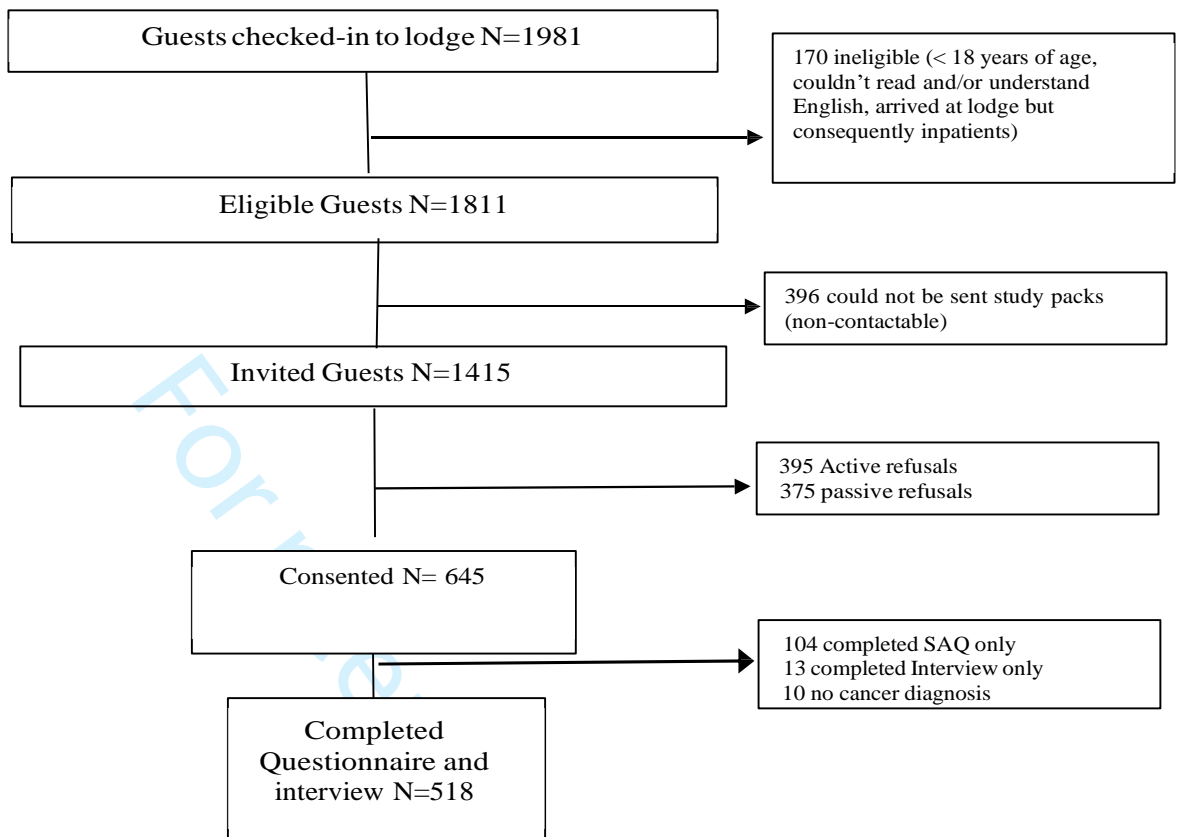 Guests checked-in to lodge N=1981
170 ineligible (< 18 years of age,
couldn’t read and/or understand
English, arrived at lodge but
consequently inpatients)
Eligible Guests N=1811
396 could not be sent study packs
(non-contactable)
Invited Guests N=1415
395 Active refusals
375 passive refusals
Consented N= 645
104 completed SAQ only
13 completed Interview only
10 no cancer diagnosis
Completed
Questionnaire and
interview N=518
For